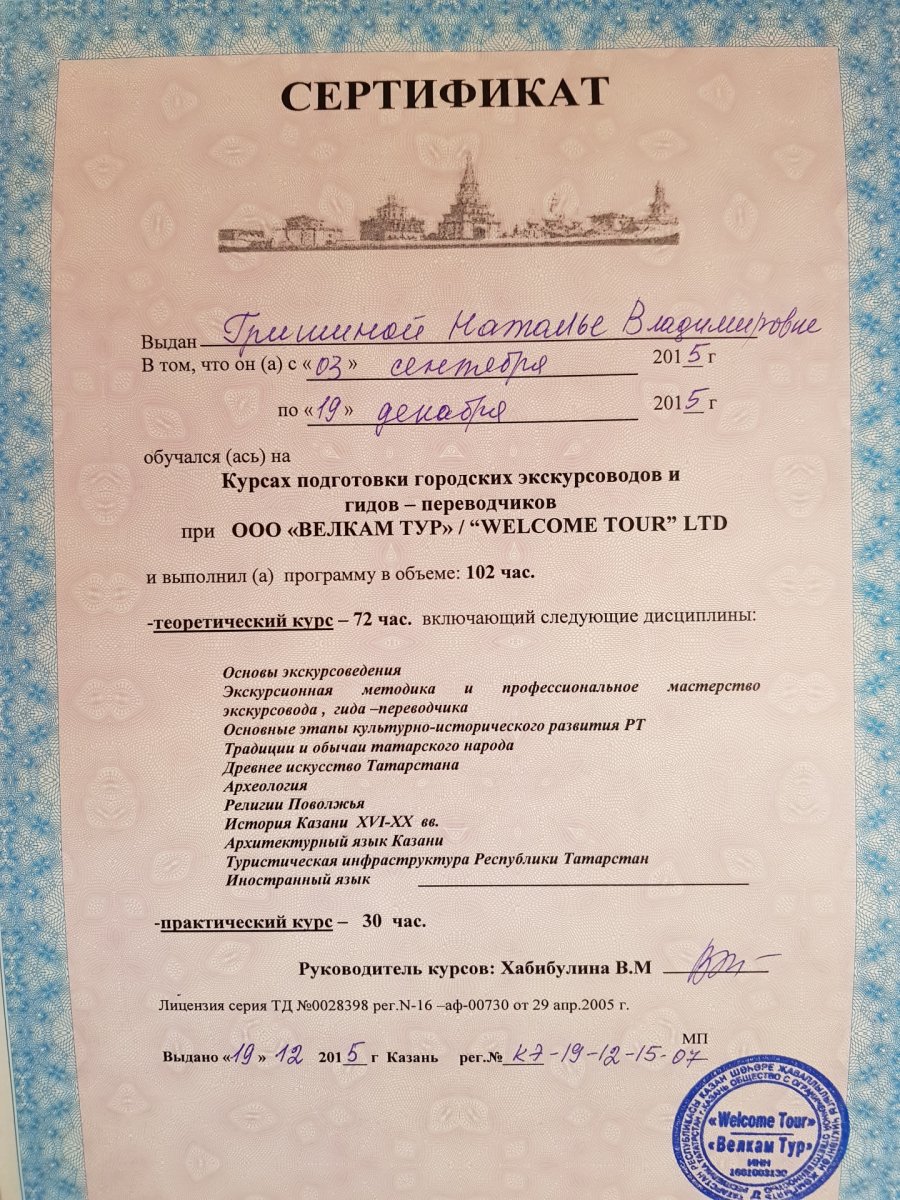 СЕРТИФИКАТ
Выдан Гришиной Наталье Владимировне
В том, что он (а) с «03» сентября 2015 г
по «19» декабря 2015 г
обучался (ась) на
Курсах подготовки городских экскурсоводов и
гидов – переводчиков
при ООО «ВЕЛКАМ ТУР» / “WELCOME TOUR” LTD
и выполнил (а) программу в объеме: 102 час.
-теоретический курс – 72 час. включающий следующие дисциплины:
Основы экскурсоведения
Экскурсионная методика и профессиональное мастерство
экскурсовода , гида –переводчика
Основные этапы культурно-исторического развития РТ
Традиции и обычаи татарского народа
Древнее искусство Татарстана
Археология
Религии Поволжья
История Казани XVI-XX вв.
Архитектурный язык Казани
Туристическая инфраструктура Республики Татарстан
Иностранный язык
-практический курс – 30 час.
Руководитель курсов: Хабибулина В.М
Лицензия серия ТД №0028398 рег.N-16 –аф-00730 от 29 апр.2005 г.
МП
Выдано «19» 12 2015 г Казань рег.№ КЭ-19-12-15-07
«Welcome Tour»
«Велкам Тур»
ИНН